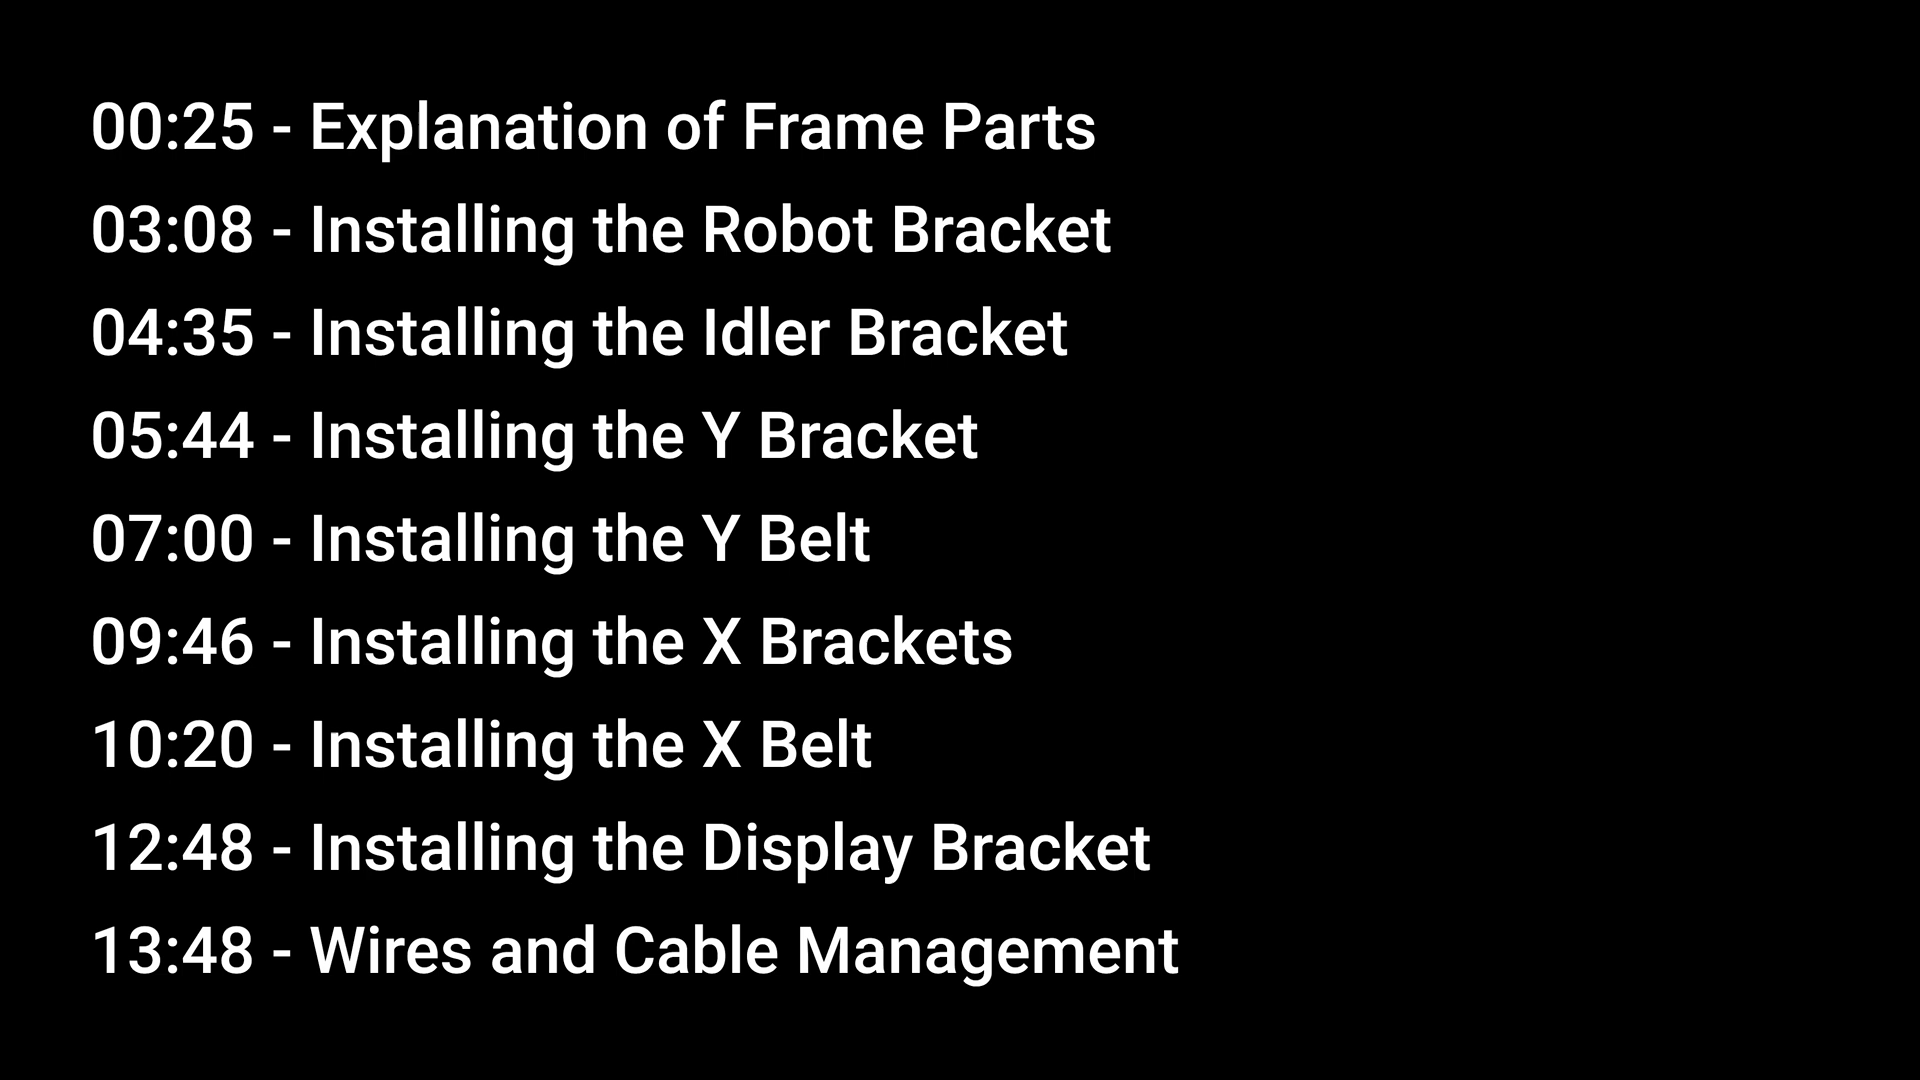 00:25 - Explanation of Frame Parts
03:08 - Installing the Robot Bracket
04:35 - Installing the Idler Bracket
05:44 - Installing the Y Bracket
07:00 - Installing the Y Belt
09:46 - Installing the X Brackets
10:20 - Installing the X Belt
12:48 - Installing the Display Bracket
13:48 - Wires and Cable Management